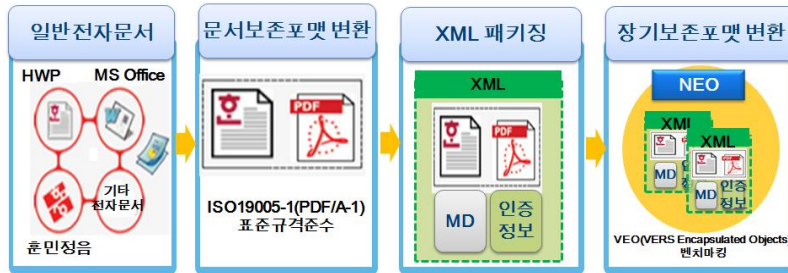 일반전자문서
HWP MS Office
기타
전자문서
훈민정음
문서보존포맷 변환
PDF
ISO19005-1(PDF/A-1)
표준규격준수
XML 패키징
XML
PDF
MD
인증
정보
장기보존포맷 변환
NEO
XML
XML
PDF
MD
MD
인증
정보
VEO(VERS Encapsulated Objects)
벤치마킹